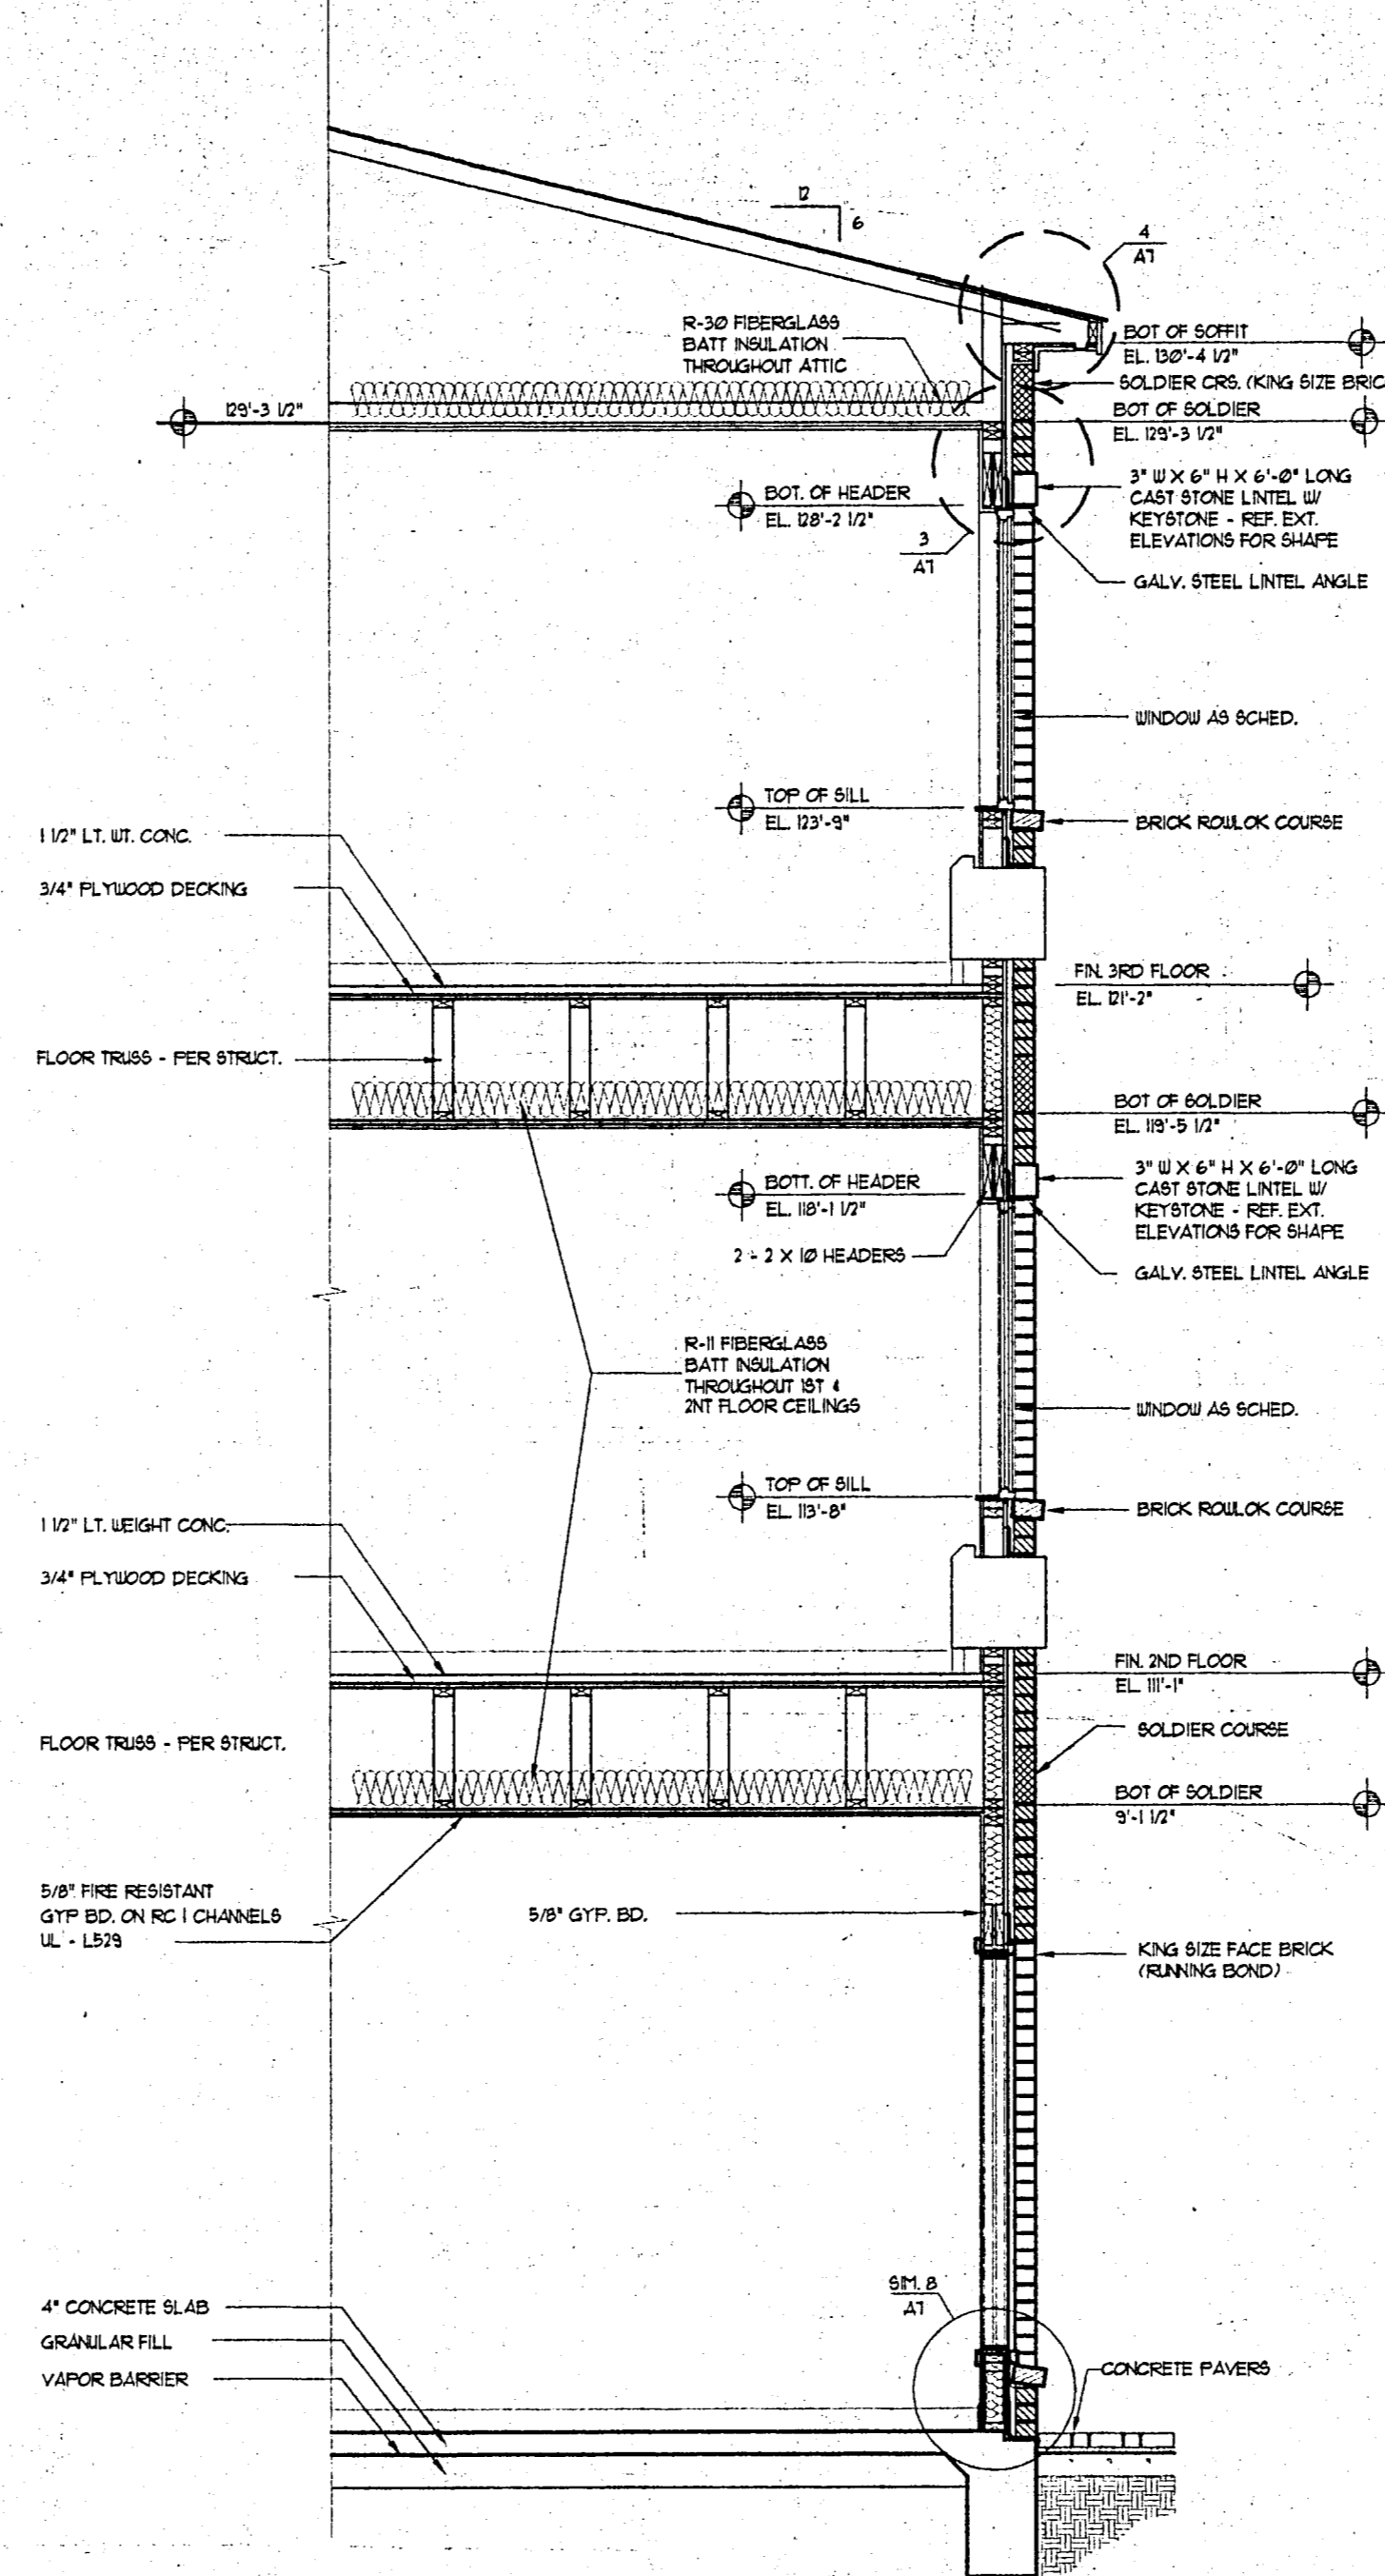 12
6
4
A7
R-30 FIBERGLASS
BATT INSULATION
THROUGHOUT ATTIC
BOT OF SOFFIT
EL. 130'-4 1/2"
SOLDIER CRS. (KING SIZE BRIC
129'-3 1/2"
BOT OF SOLDIER
EL. 129'-3 1/2"
BOT. OF HEADER
EL. 128'-2 1/2"
3" W X 6" H X 6'-0" LONG
CAST STONE LINTEL W/
KEYSTONE - REF. EXT.
ELEVATIONS FOR SHAPE
3
A7
GALV. STEEL LINTEL ANGLE
WINDOW AS SCHED.
TOP OF SILL
EL. 123'-9"
BRICK ROWLOK COURSE
1 1/2" LT. WT. CONC.
3/4" PLYWOOD DECKING
FIN. 3RD FLOOR
EL. 121'-2"
FLOOR TRUSS - PER STRUCT.
BOT OF SOLDIER
EL. 119'-5 1/2"
BOTT. OF HEADER
EL. 118'-1 1/2"
3" W X 6" H X 6'-0" LONG
CAST STONE LINTEL W/
KEYSTONE - REF. EXT.
ELEVATIONS FOR SHAPE
2 - 2 X 10 HEADERS
GALV. STEEL LINTEL ANGLE
R-11 FIBERGLASS
BATT INSULATION
THROUGHOUT 1ST &
2NT FLOOR CEILINGS
WINDOW AS SCHED.
TOP OF SILL
EL. 113'-8"
BRICK ROWLOK COURSE
1 1/2" LT. WEIGHT CONC.
3/4" PLYWOOD DECKING
FIN. 2ND FLOOR
EL. 111'-1"
FLOOR TRUSS - PER STRUCT.
SOLDIER COURSE
BOT OF SOLDIER
9'-1 1/2"
5/8" FIRE RESISTANT
GYP BD. ON RC 1 CHANNELS
UL - L529
5/8" GYP. BD.
KING SIZE FACE BRICK
(RUNNING BOND)
SIM. 8
A7
4" CONCRETE SLAB
GRANULAR FILL
VAPOR BARRIER
CONCRETE PAVERS